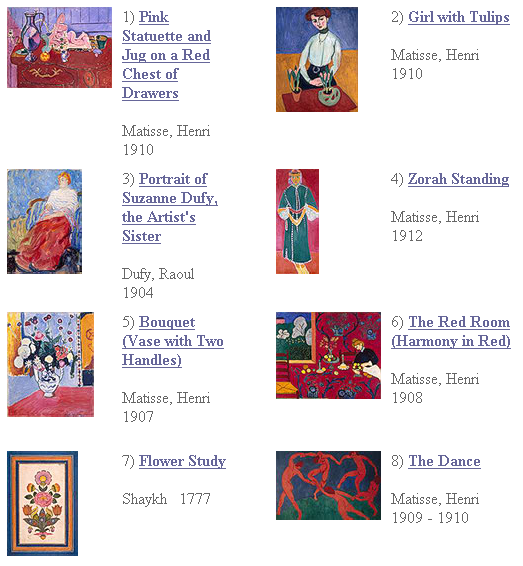 1) Pink
Statuette and
Jug on a Red
Chest of
Drawers
Matisse, Henri
1910
2) Girl with Tulips
Matisse, Henri
1910
3) Portrait of
Suzanne Dufy,
the Artist's
Sister
Dufy, Raoul
1904
4) Zorah Standing
Matisse, Henri
1912
5) Bouquet
(Vase with Two
Handles)
Matisse, Henri
1907
6) The Red Room
(Harmony in Red)
Matisse, Henri
1908
7) Flower Study
Shaykh 1777
8) The Dance
Matisse, Henri
1909 - 1910